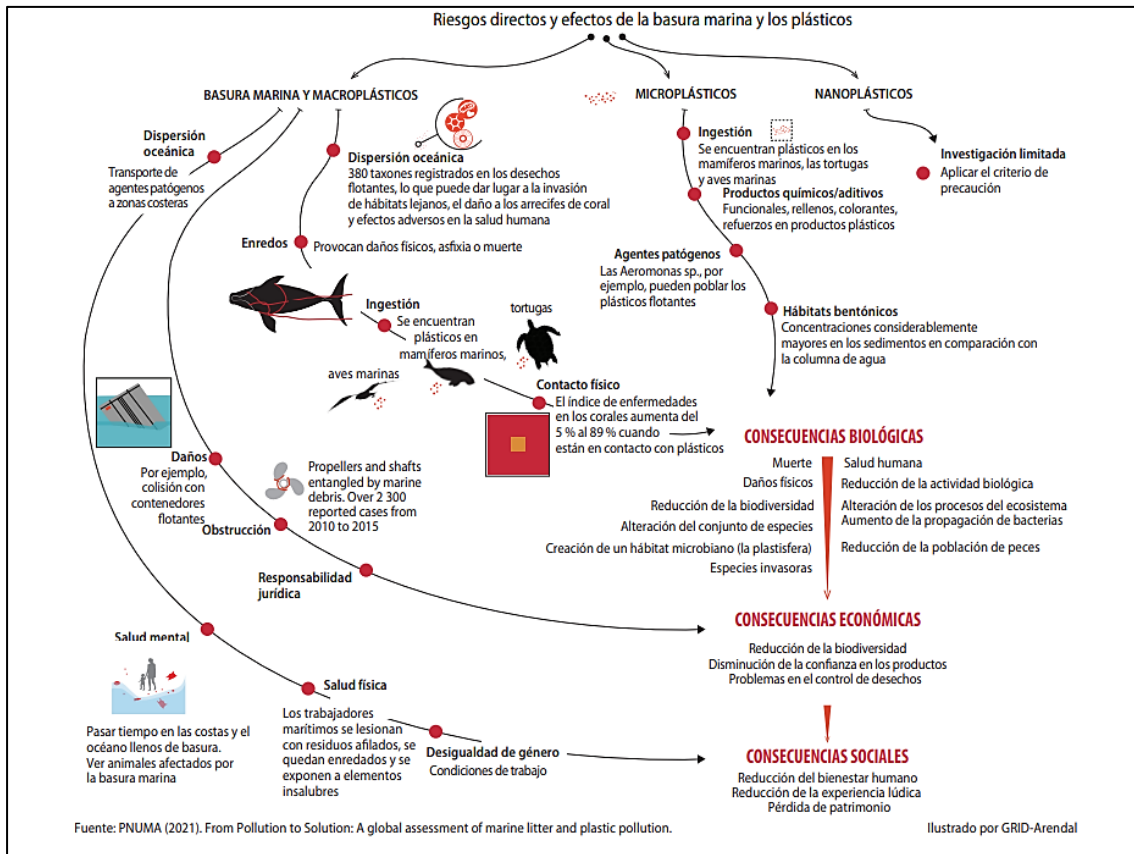 Riesgos directos y efectos de la basura marina y los plásticos
BASURA MARINA Y MACROPLÁSTICOS
MICROPLÁSTICOS
NANOPLÁSTICOS
Dispersión
oceánica
Transporte de
agentes patógenos
a zonas costeras
Dispersión oceánica
380 taxones registrados en los desechos
flotantes, lo que puede dar lugar a la invasión
de hábitats lejanos, el daño a los arrecifes de coral
y efectos adversos en la salud humana
Enredos
Provocan daños físicos, asfixia o muerte
Ingestión
Se encuentran
plásticos en
mamíferos marinos,
tortugas
aves marinas
Contacto físico
El índice de enfermedades
en los corales aumenta del
5 % al 89 % cuando
están en contacto con plásticos
Ingestión
Se encuentran plásticos en los
mamíferos marinos, las tortugas
y aves marinas
Productos químicos/aditivos
Funcionales, rellenos, colorantes,
refuerzos en productos plásticos
Agentes patógenos
Las Aeromonas sp., por
ejemplo, pueden poblar los
plásticos flotantes
Hábitats bentónicos
Concentraciones considerablemente
mayores en los sedimentos en comparación con
la columna de agua
Investigación limitada
Aplicar el criterio de
precaución
Daños
Por ejemplo,
colisión con
contenedores
flotantes
Propellers and shafts
entangled by marine
debris. Over 2 300
reported cases from
2010 to 2015
Obstrucción
Responsabilidad
jurídica
CONSECUENCIAS BIOLÓGICAS
Muerte
Daños físicos
Reducción de la biodiversidad
Alteración del conjunto de especies
Creación de un hábitat microbiano (la plastisfera)
Especies invasoras
Salud humana
Reducción de la actividad biológica
Alteración de los procesos del ecosistema
Aumento de la propagación de bacterias
Reducción de la población de peces
CONSECUENCIAS ECONÓMICAS
Reducción de la biodiversidad
Disminución de la confianza en los productos
Problemas en el control de desechos
Salud mental
Pasar tiempo en las costas y el
océano llenos de basura.
Ver animales afectados por
la basura marina
Salud física
Los trabajadores
marítimos se lesionan
con residuos afilados, se
quedan enredados y se
exponen a elementos
insalubres
Desigualdad de género
Condiciones de trabajo
CONSECUENCIAS SOCIALES
Reducción del bienestar humano
Reducción de la experiencia lúdica
Pérdida de patrimonio
Fuente: PNUMA (2021). From Pollution to Solution: A global assessment of marine litter and plastic pollution.
Ilustrado por GRID-Arendal